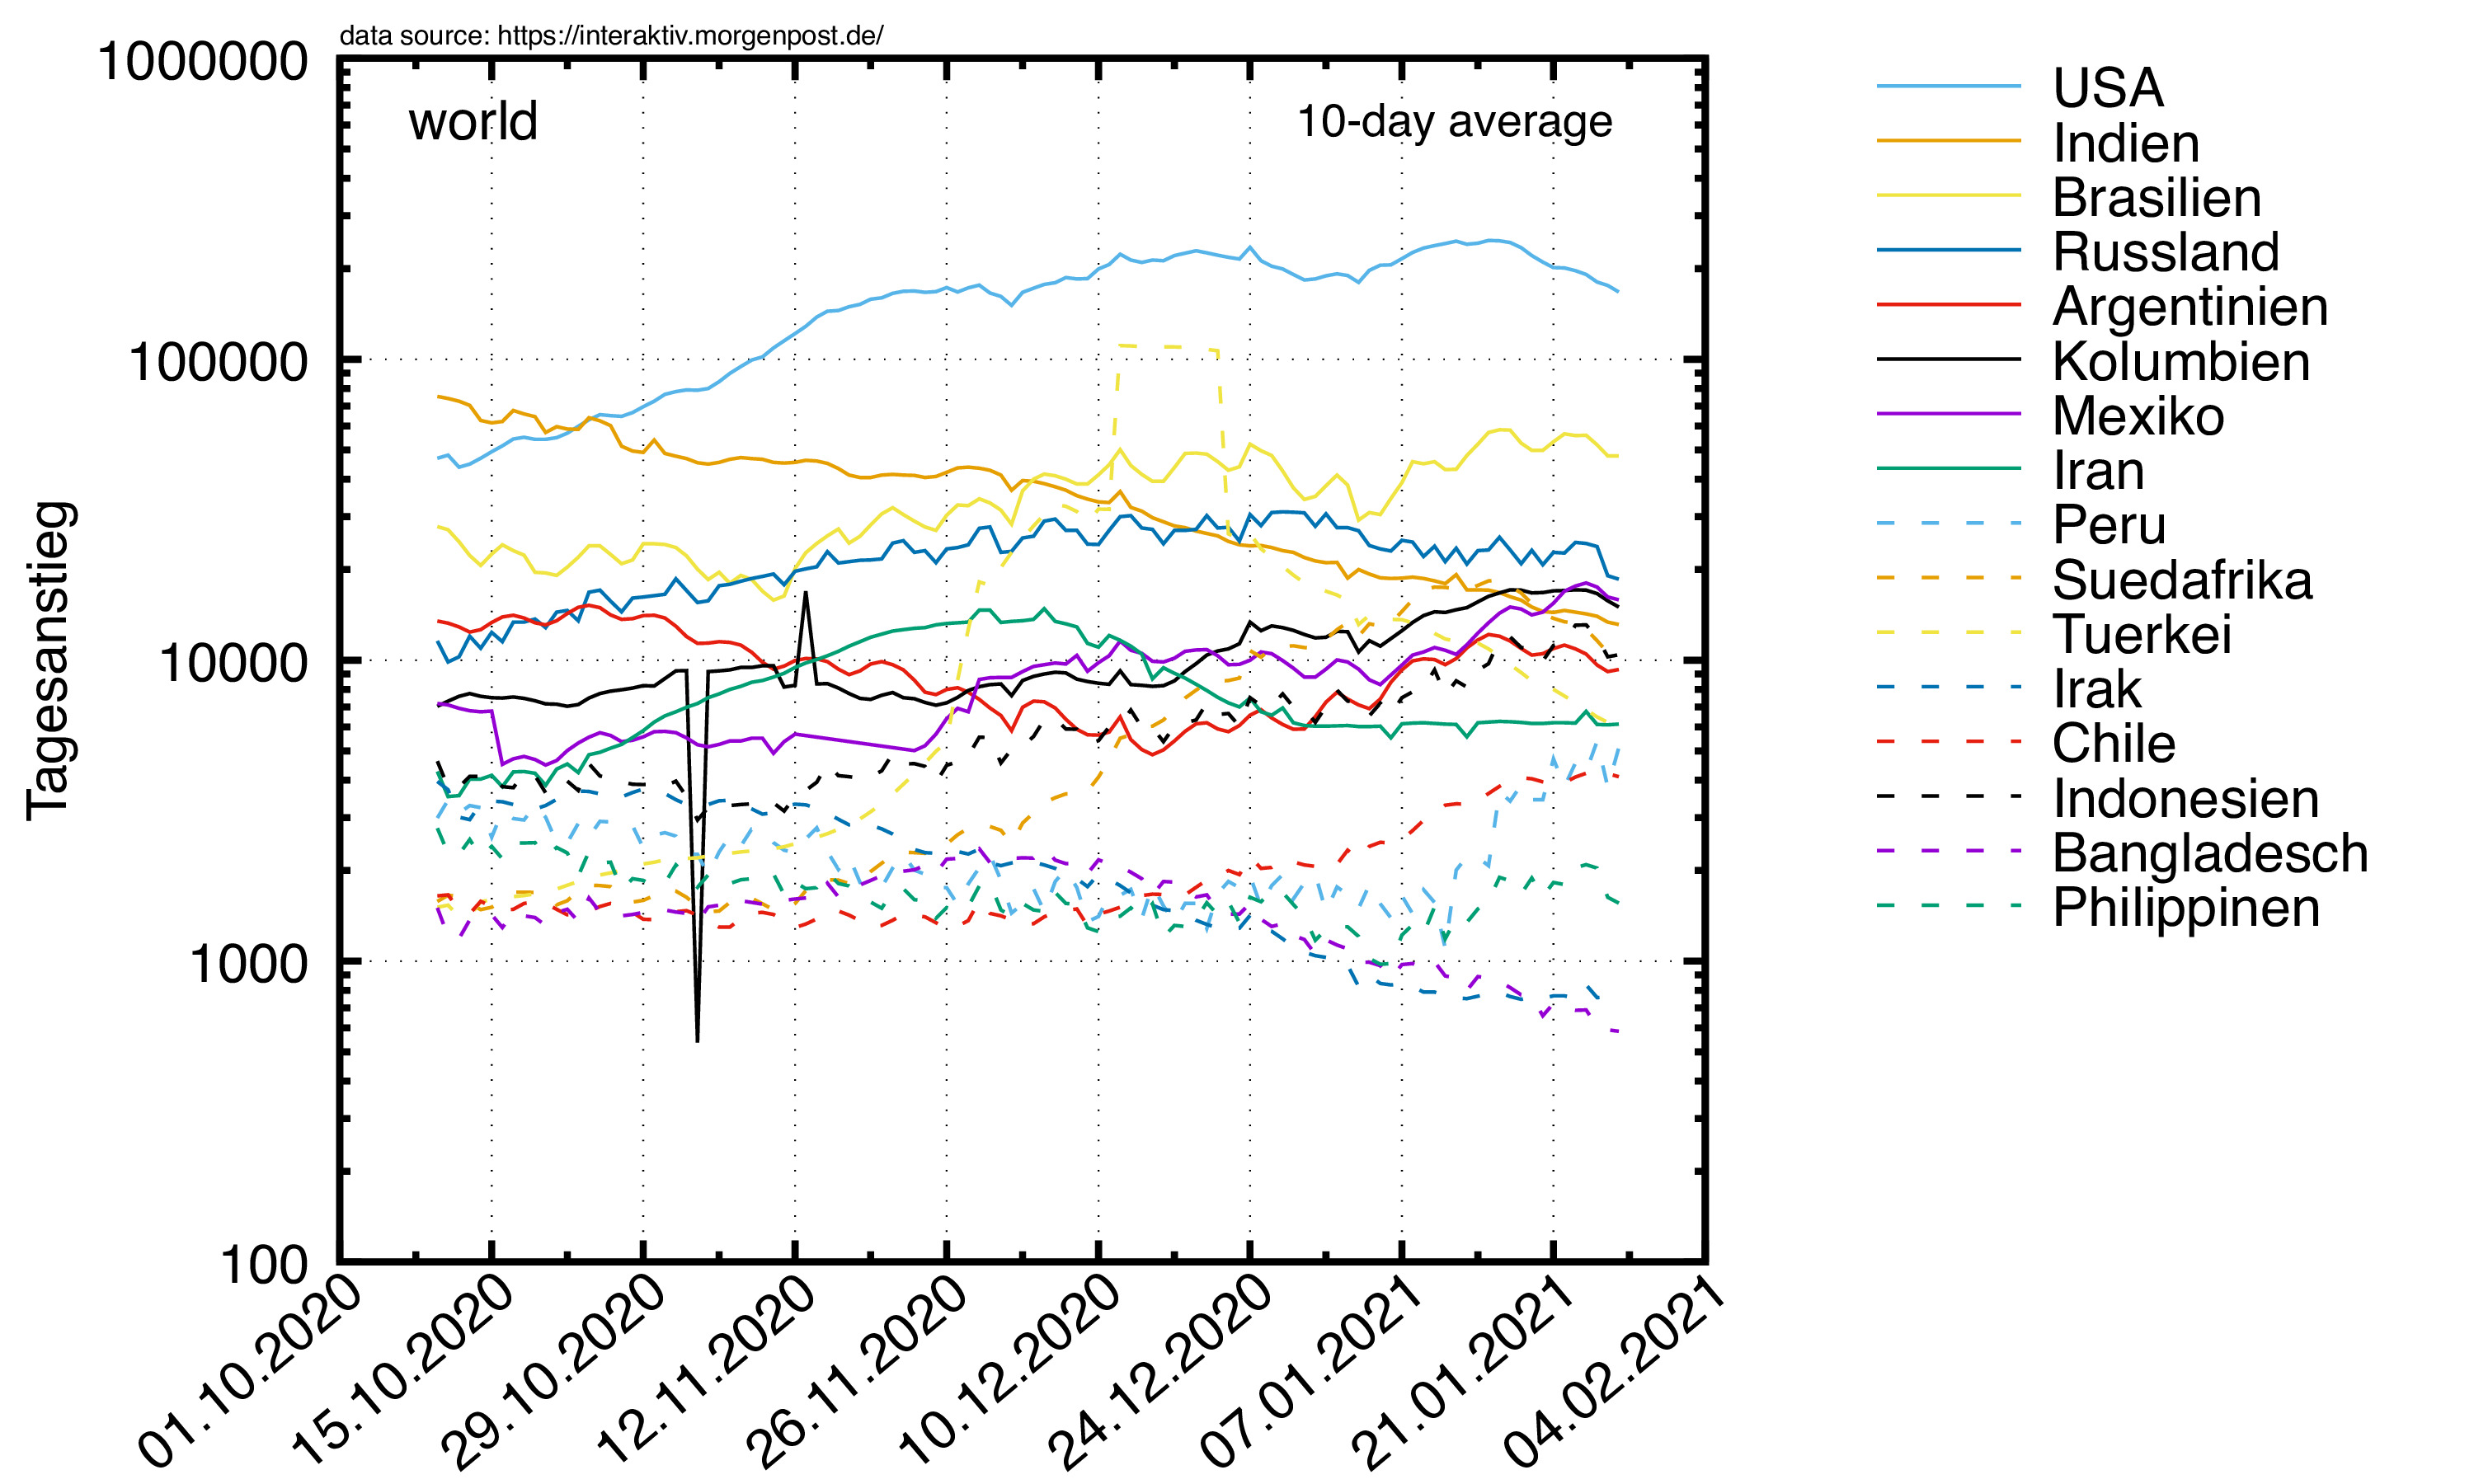 data source: https://interaktiv.morgenpost.de/
1000000
100000
10000
1000
100
Tagesanstieg
world
10-day average
01.10.2020
15.10.2020
29.10.2020
12.11.2020
26.11.2020
10.12.2020
24.12.2020
07.01.2021
21.01.2021
04.02.2021
USA
Indien
Brasilien
Russland
Argentinien
Kolumbien
Mexiko
Iran
Peru
Suedafrika
Tuerkei
Irak
Chile
Indonesien
Bangladesch
Philippinen